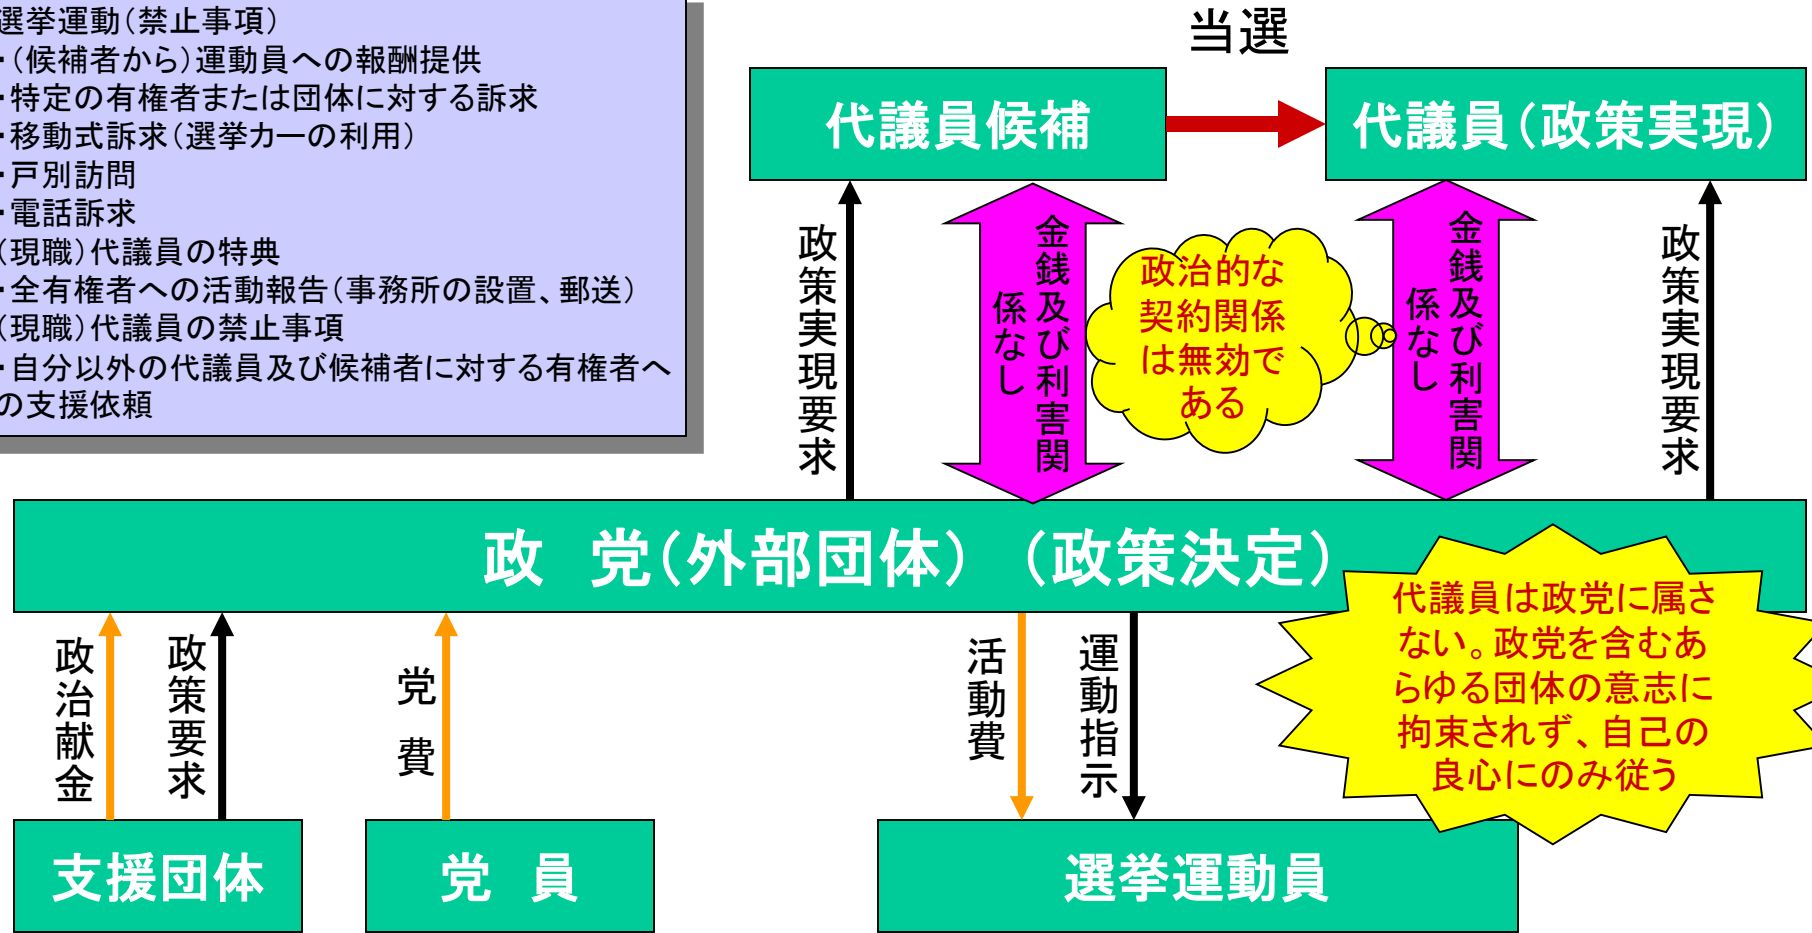 選挙運動（禁止事項）
・（候補者から）運動員への報酬提供
・特定の有権者または団体に対する訴求
・移動式訴求（選挙カーの利用）
・戸別訪問
・電話訴求
（現職）代議員の特典
・全有権者への活動報告（事務所の設置、郵送）
（現職）代議員の禁止事項
・自分以外の代議員及び候補者に対する有権者へ
の支援依頼
当選
代議員候補
代議員（政策実現）
政策実現要求
金銭及び利害関
係なし
政治的な
契約関係
は無効で
ある
金銭及び利害関
係なし
政策実現要求
政　党（外部団体）　（政策決定）
代議員は政党に属さ
ない。政党を含むあ
らゆる団体の意志に
拘束されず、自己の
良心にのみ従う
政治献金
政策要求
党費
活動費
運動指示
支援団体
党　員
選挙運動員